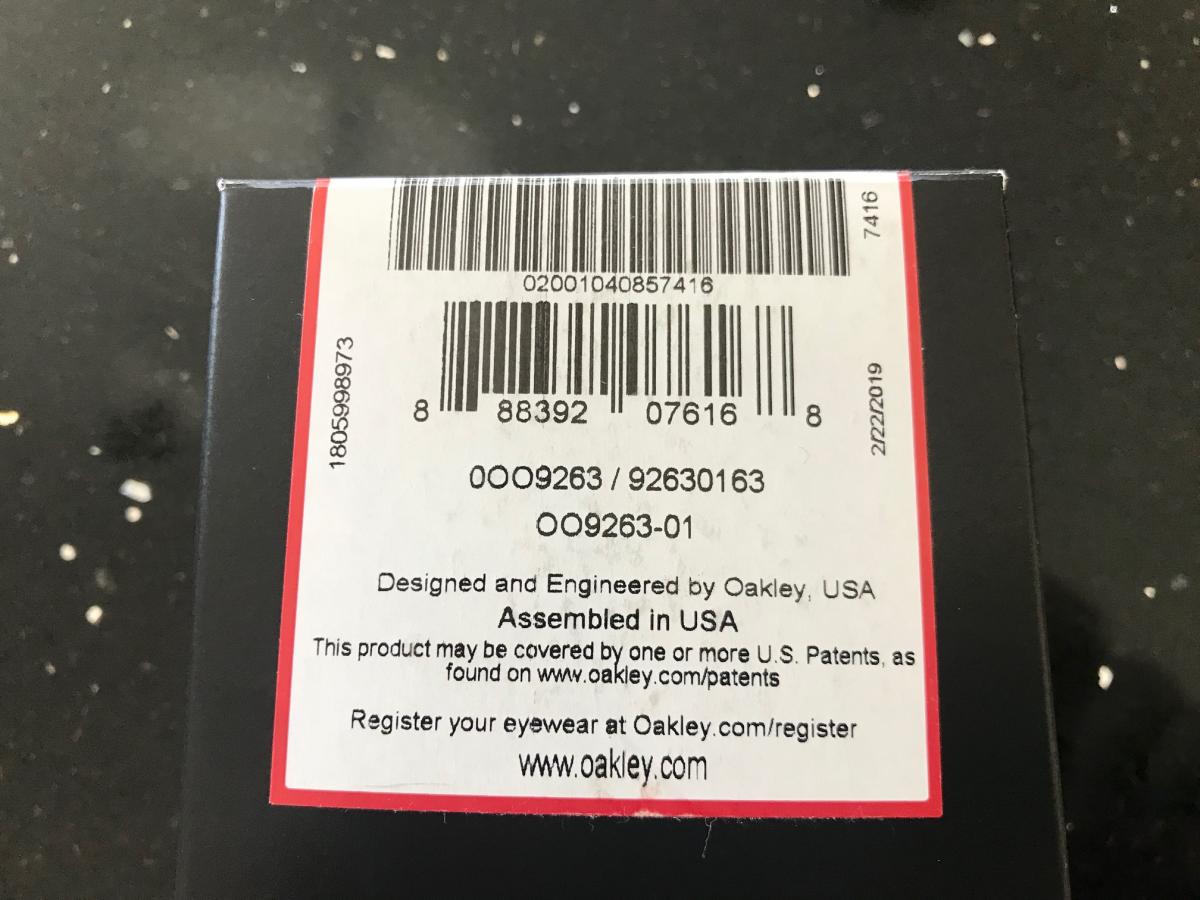 7416
02001040857416
1805998973
8 88392 07616 8
2/22/2019
0OO9263 / 92630163
OO9263-01
Designed and Engineered by Oakley, USA
Assembled in USA
This product may be covered by one or more U.S. Patents, as
found on www.oakley.com/patents
Register your eyewear at Oakley.com/register
www.oakley.com